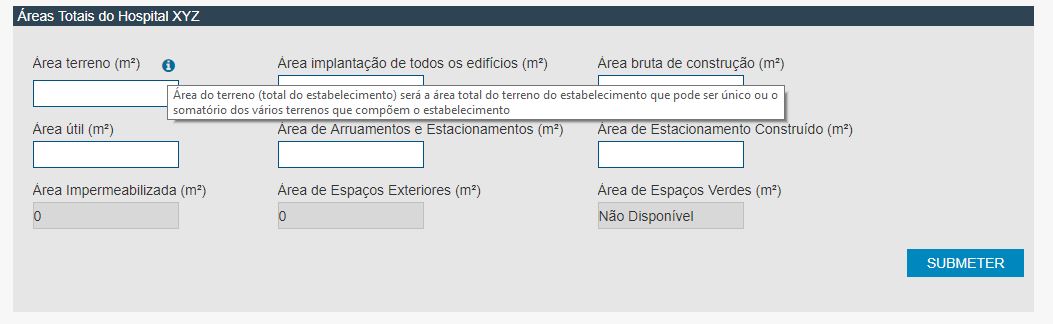 Áreas Totais do Hospital XYZ
Área terreno (m²)
Área implantação de todos os edifícios (m²)
Área bruta de construção (m²)
Área do terreno (total do estabelecimento) será a área total do terreno do estabelecimento que pode ser único ou o
somatório dos vários terrenos que compõem o estabelecimento
Área útil (m²)
Área de Arruamentos e Estacionamentos (m²)
Área de Estacionamento Construído (m²)
Área Impermeabilizada (m²)
Área de Espaços Exteriores (m²)
Área de Espaços Verdes (m²)
0
0
Não Disponível
SUBMETER